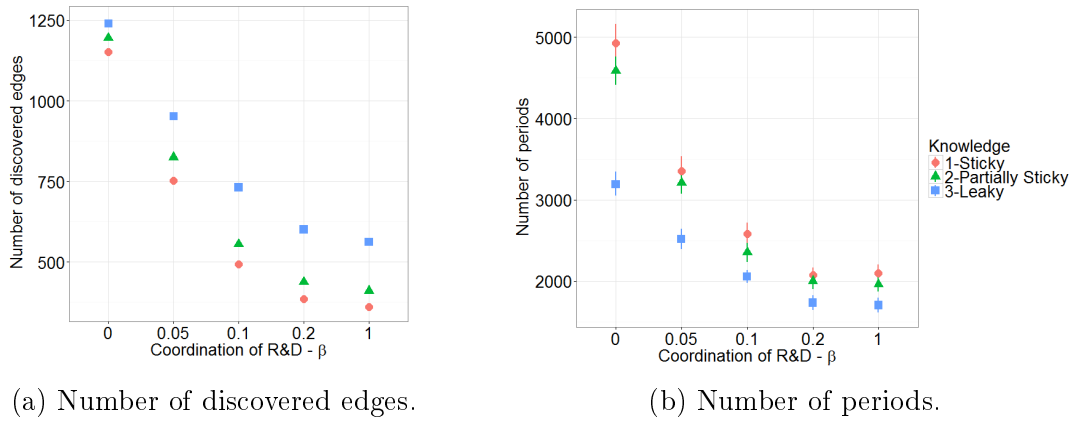 Number of discovered edges
1250
1000
750
500
0 0.05 0.1 0.2 1
Coordination of R&D - β
(a) Number of discovered edges.
Number of periods
5000
4000
3000
2000
0 0.05 0.1 0.2 1
Coordination of R&D - β
Knowledge
1-Sticky
2-Partially Sticky
3-Leaky
(b) Number of periods.